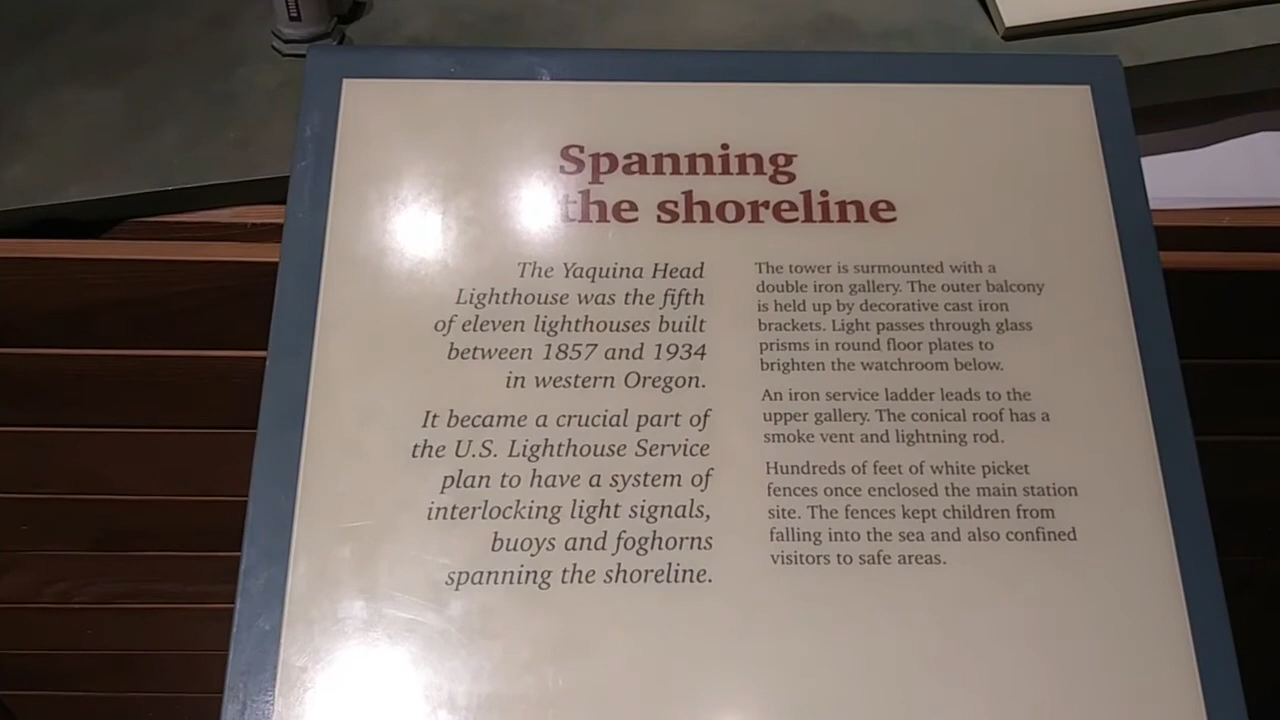 Spanning
the shoreline
The Yaquina Head
Lighthouse was the fifth
of eleven lighthouses built
between 1857 and 1934
in western Oregon.
It became a crucial part of
the U.S. Lighthouse Service
plan to have a system of
interlocking light signals,
buoys and foghorns
spanning the shoreline.
The tower is surmounted with a
double iron gallery. The outer balcony
is held up by decorative cast iron
brackets. Light passes through glass
prisms in round floor plates to
brighten the watchroom below.
An iron service ladder leads to the
upper gallery. The conical roof has a
smoke vent and lightning rod.
Hundreds of feet of white picket
fences once enclosed the main station
site. The fences kept children from
falling into the sea and also confined
visitors to safe areas.